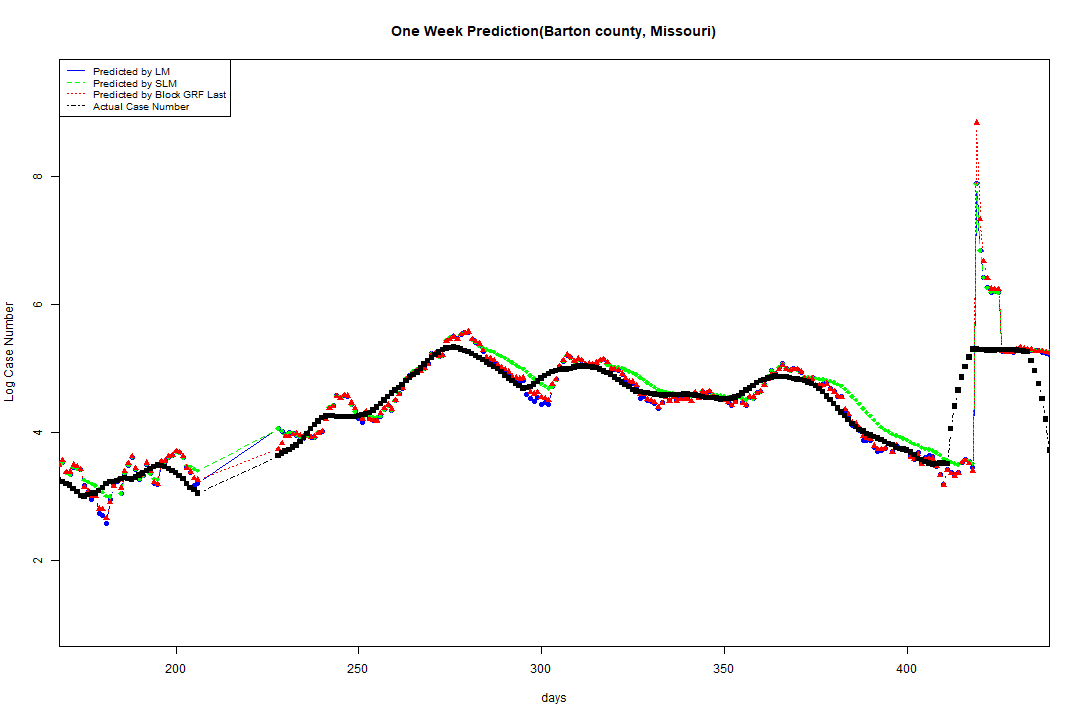 One Week Prediction(Barton county, Missouri)
Predicted by LM
Predicted by SLM
Predicted by Block GRF Last
Actual Case Number
8
6
4
2
Log Case Number
200 250 300 350 400
days